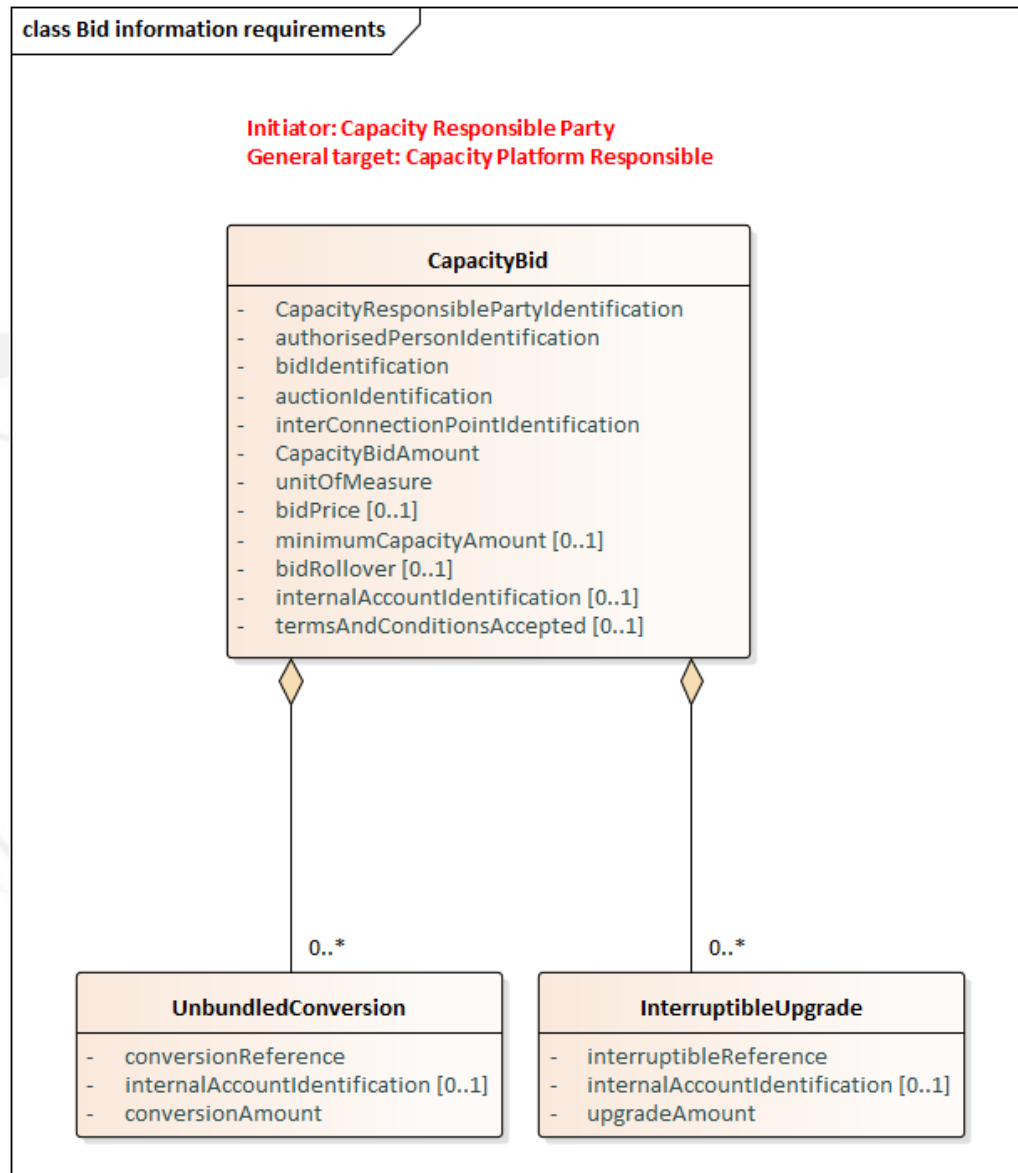 class Bid information requirements
Initiator: Capacity Responsible Party
General target: Capacity Platform Responsible
CapacityBid
- CapacityResponsiblePartyIdentification
- authorisedPersonIdentification
- bidIdentification
- auctionIdentification
- interConnectionPointIdentification
- CapacityBidAmount
- unitOfMeasure
- bidPrice [0..1]
- minimumCapacityAmount [0..1]
- bidRollover [0..1]
- internalAccountIdentification [0..1]
- termsAndConditionsAccepted [0..1]
0..*
0..*
UnbundledConversion
- conversionReference
- internalAccountIdentification [0..1]
- conversionAmount
InterruptibleUpgrade
- interruptibleReference
- internalAccountIdentification [0..1]
- upgradeAmount